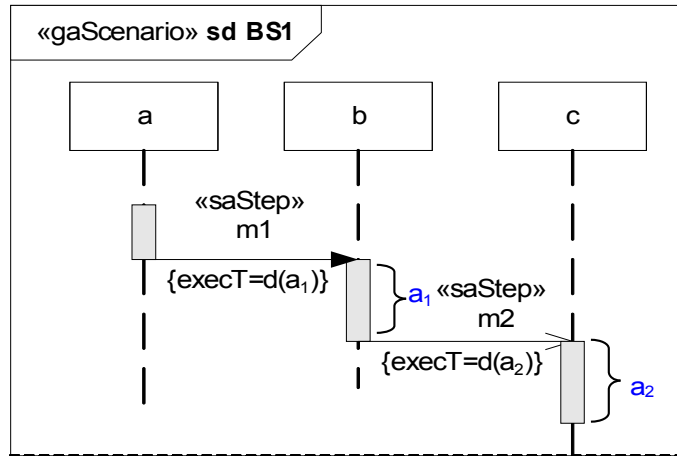 «gaScenario» sd BS1
a b c
«saStep»
m1
{execT=d(a₁)}
a₁ «saStep»
m2
{execT=d(a₂)}
a₂